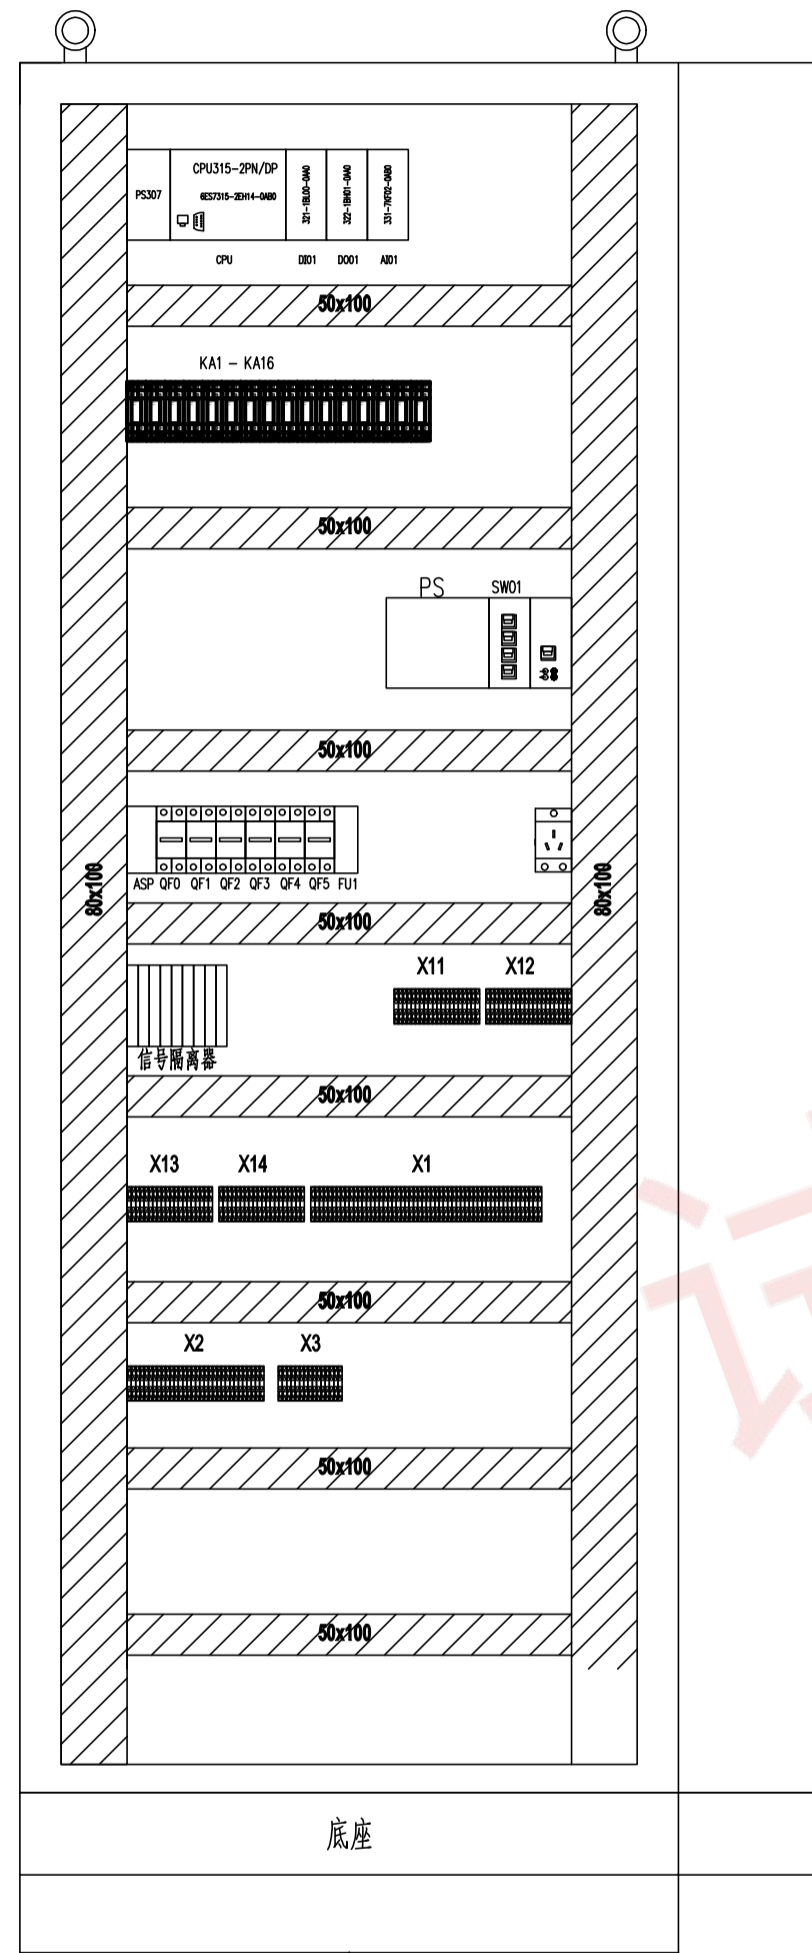 CPU315-2PN/DP
PS307
6ES7315-2EH14-0AB0
321-1BL00-0AA0
322-1BH01-0AA0
331-7KF02-0AB0
CPU DI01 DO01 AI01
50x100
KA1 - KA16
50x100
PS SW01
50x100
80x100
80x100
ASP QF0 QF1 QF2 QF3 QF4 QF5 FU1
50x100
X11 X12
信号隔离器
50x100
X13 X14 X1
50x100
X2 X3
50x100
50x100
底座